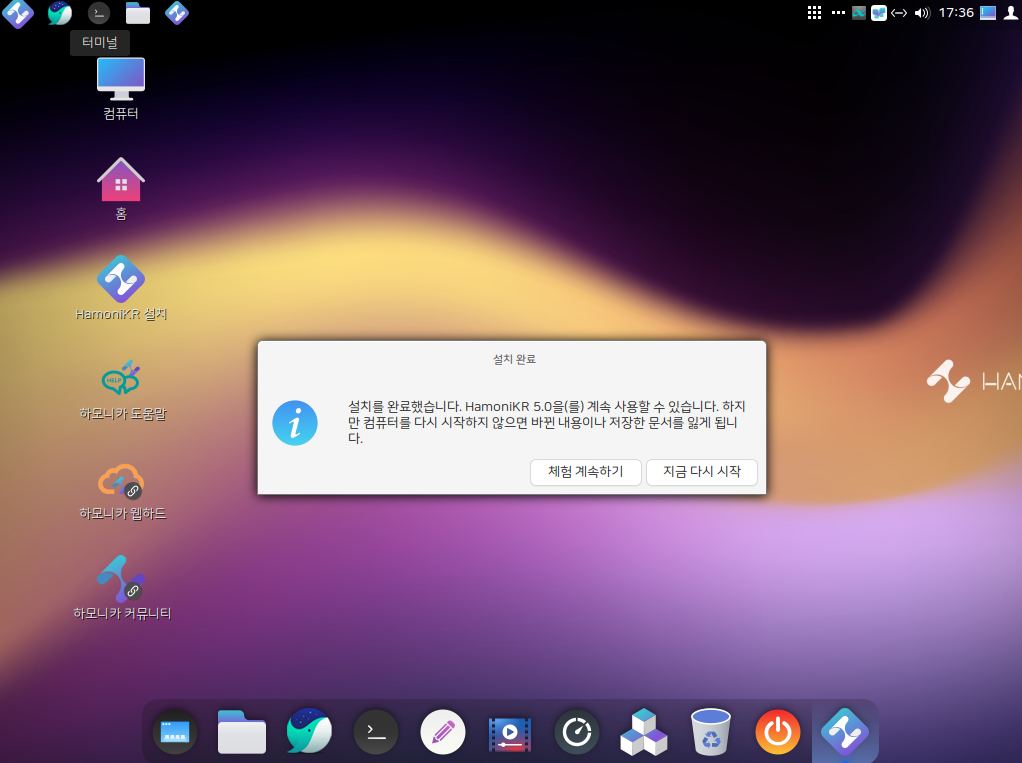 17:36
터미널
컴퓨터
홈
HamoniKR 설치
하모니카 도움말
하모니카 웹하드
하모니카 커뮤니티
설치 완료
설치를 완료했습니다. HamoniKR 5.0을(를) 계속 사용할 수 있습니다. 하지
만 컴퓨터를 다시 시작하지 않으면 바뀐 내용이나 저장한 문서를 잃게 됩니
다.
체험 계속하기
지금 다시 시작
HELP
HAM